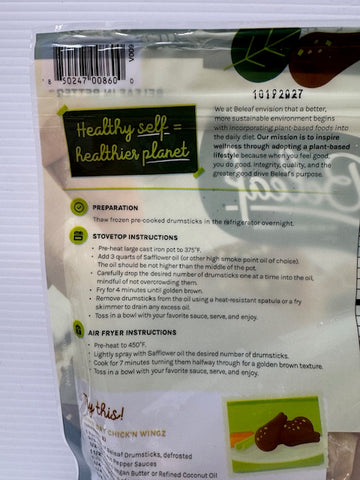 V009
8 50247 00860 0
10192027
We at Beleaf envision that a better,
more sustainable environment begins
with incorporating plant-based foods into
the daily diet. Our mission is to inspire
wellness through adopting a plant-based
lifestyle because when you feel good,
you do good. Integrity, quality, and the
greater good drive Beleaf's purpose.
Healthy self =
healthier planet
PREPARATION
Thaw frozen pre-cooked drumsticks in the refrigerator overnight.
STOVETOP INSTRUCTIONS
• Pre-heat large cast iron pot to 375°F.
• Add 3 quarts of Safflower oil (or other high smoke point oil of choice).
The oil should be not higher than the middle of the pot.
• Carefully drop the desired number of drumsticks one at a time into the oil,
mindful of not overcrowding them.
• Fry for 4 minutes until golden brown.
• Remove drumsticks from the oil using a heat-resistant spatula or a fry
skimmer to drain any excess oil.
• Toss in a bowl with your favorite sauce, serve, and enjoy.
AIR FRYER INSTRUCTIONS
• Pre-heat to 450°F.
• Lightly spray with Safflower oil the desired number of drumsticks.
• Cook for 7 minutes turning them halfway through for a golden brown texture.
• Toss in a bowl with your favorite sauce, serve, and enjoy.
this!
CHICK'N WINGZ
Beleaf Drumsticks, defrosted
Pepper Sauces
Vegan Butter or Refined Coconut Oil